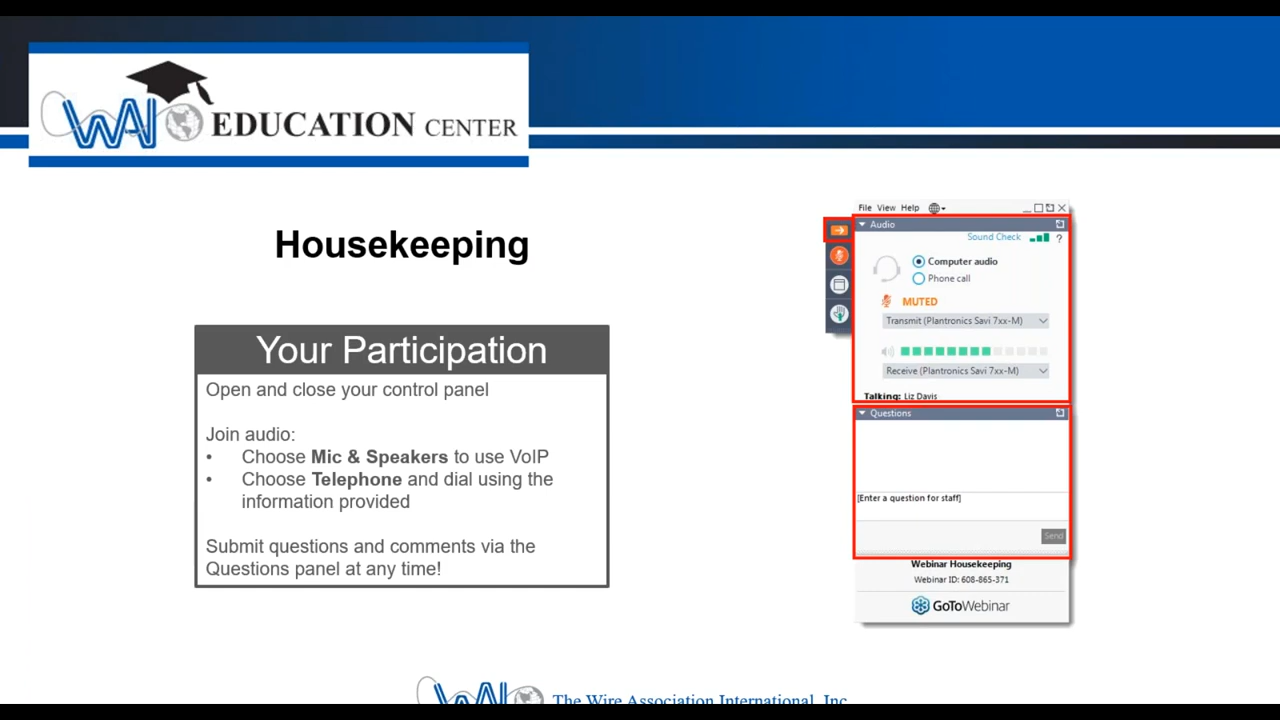 WAI EDUCATION CENTER
Housekeeping
Your Participation
Open and close your control panel
Join audio:
• Choose Mic & Speakers to use VoIP
• Choose Telephone and dial using the
information provided
Submit questions and comments via the
Questions panel at any time!
File View Help
Audio
Sound Check ?
Computer audio
Phone call
MUTED
Transmit (Plantronics Savi 7xx-M)
Receive (Plantronics Savi 7xx-M)
Talking: Liz Davis
Questions
[Enter a question for staff]
Send
Webinar Housekeeping
Webinar ID: 608-865-371
GoToWebinar
WAI The Wire Association International, Inc